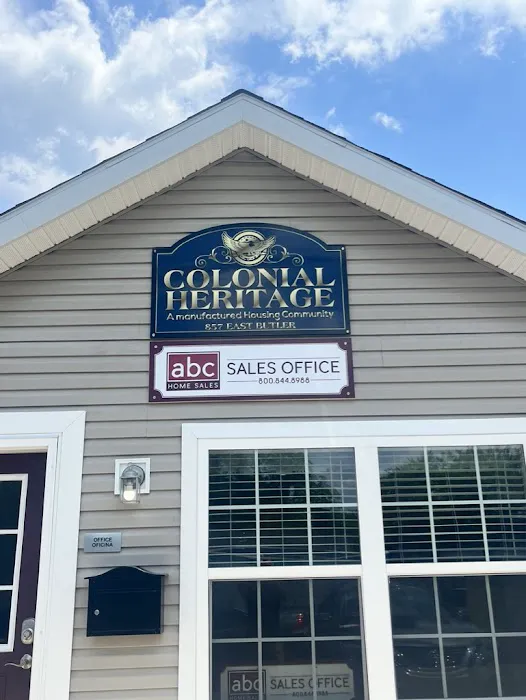 COLONIAL
HERITAGE
A manufactured Housing Community
857 EAST BUTLER
abc
HOME SALES
SALES OFFICE
800.844.8988
OFFICE
OFICINA
abc
SALES OFFICE